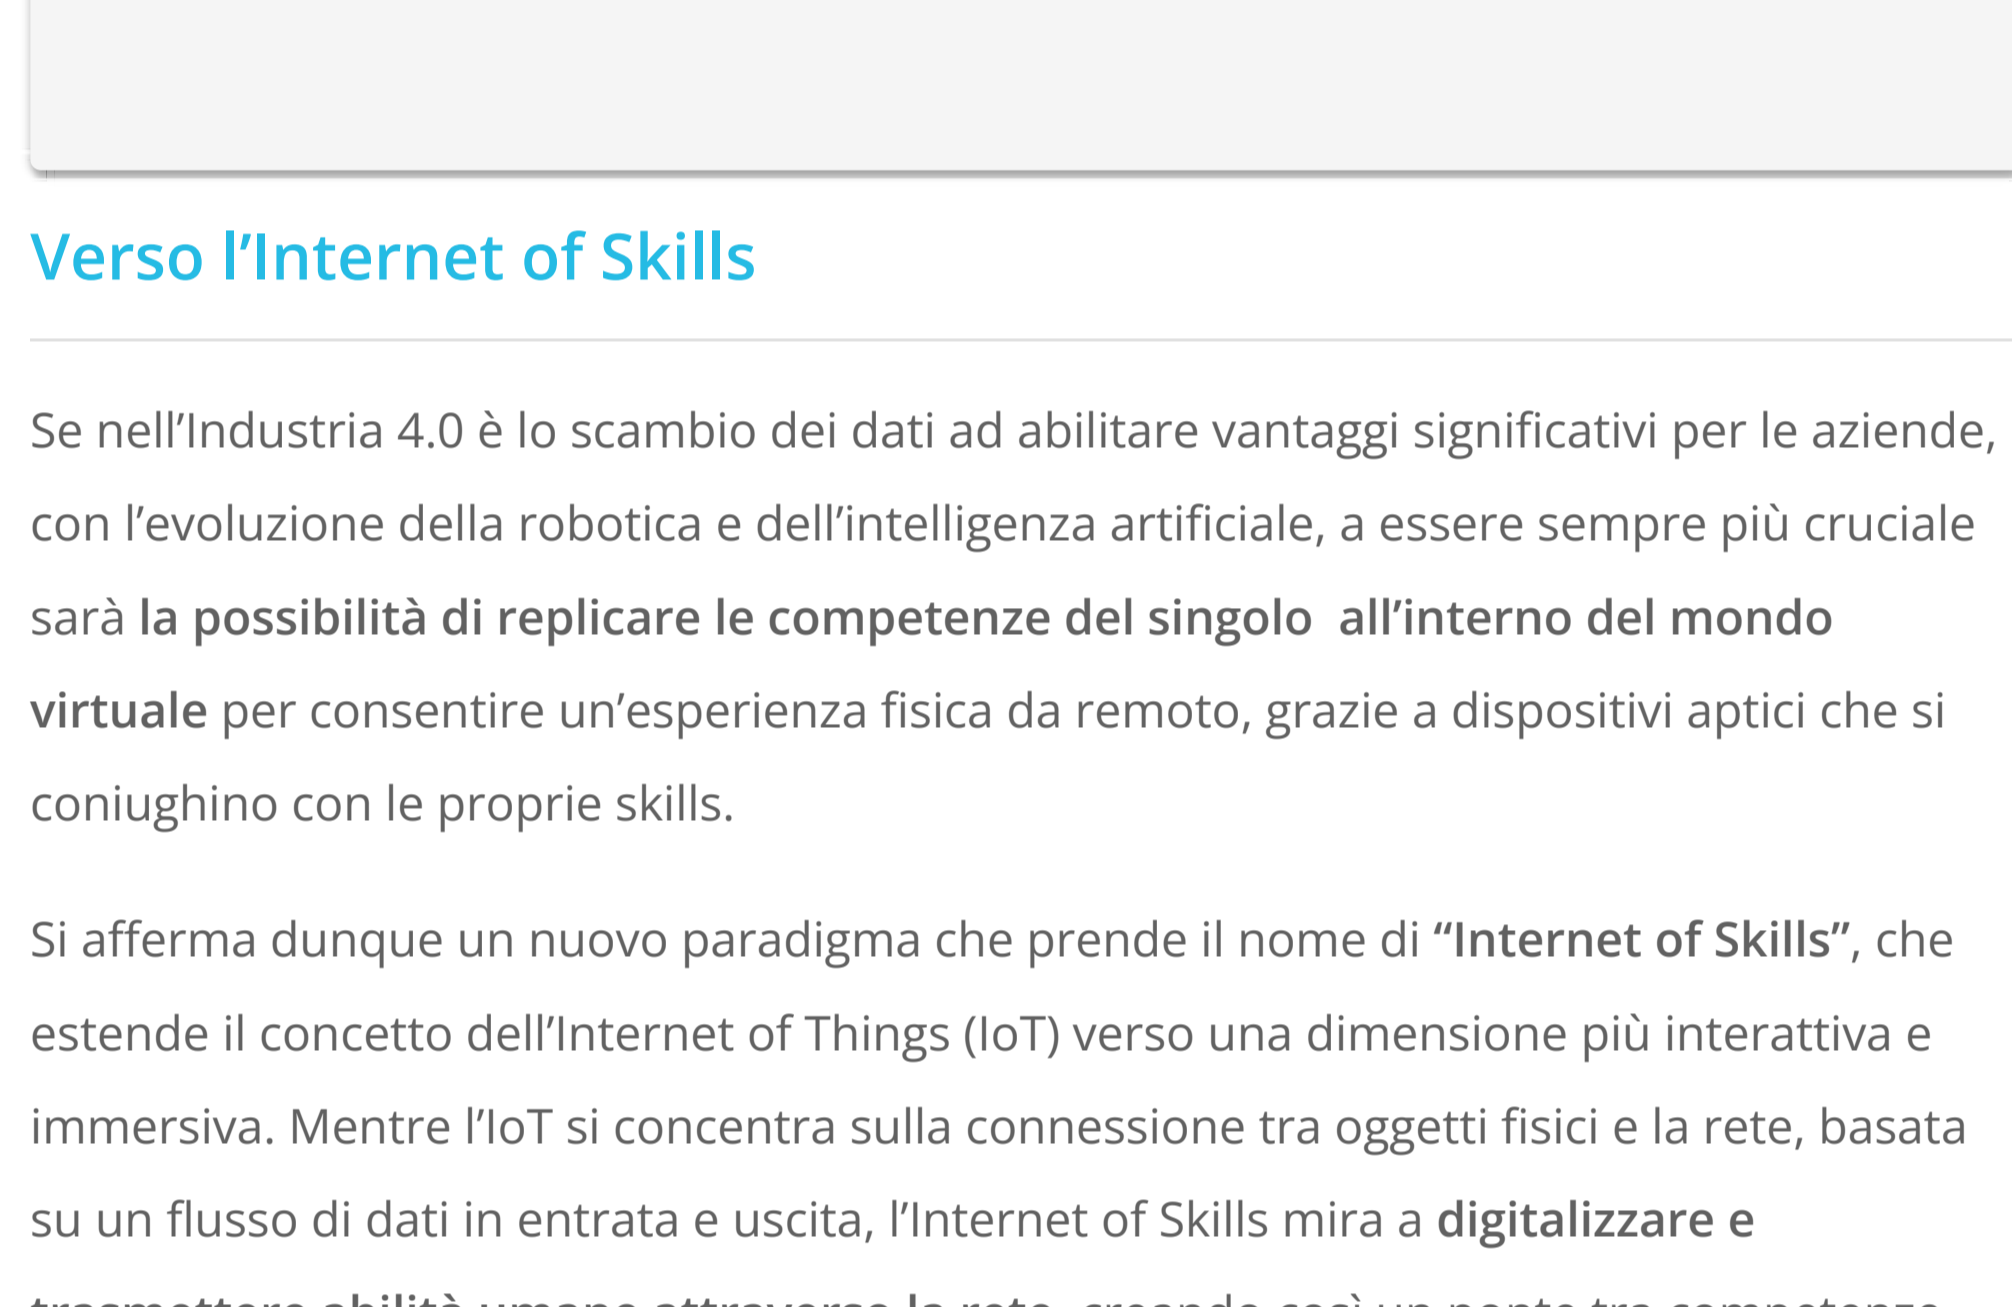 Verso l’Internet of Skills
Se nell’Industria 4.0 è lo scambio dei dati ad abilitare vantaggi significativi per le aziende,
con l’evoluzione della robotica e dell’intelligenza artificiale, a essere sempre più cruciale
sarà la possibilità di replicare le competenze del singolo  all’interno del mondo
virtuale per consentire un’esperienza fisica da remoto, grazie a dispositivi aptici che si
coniughino con le proprie skills.
Si afferma dunque un nuovo paradigma che prende il nome di “Internet of Skills”, che
estende il concetto dell’Internet of Things (IoT) verso una dimensione più interattiva e
immersiva. Mentre l’IoT si concentra sulla connessione tra oggetti fisici e la rete, basata
su un flusso di dati in entrata e uscita, l’Internet of Skills mira a digitalizzare e